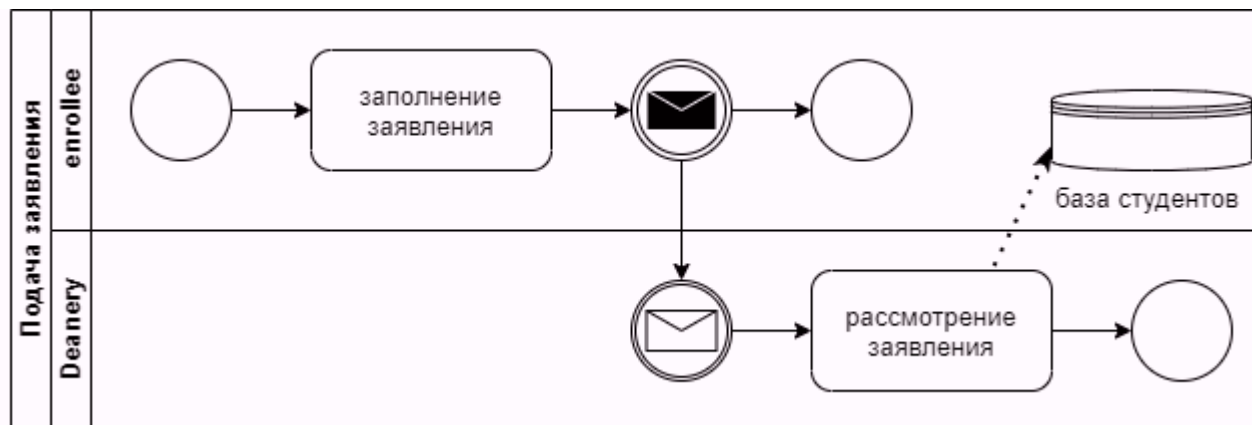 Подача заявления
enrollee
заполнение
заявления
база студентов
Deanery
рассмотрение
заявления